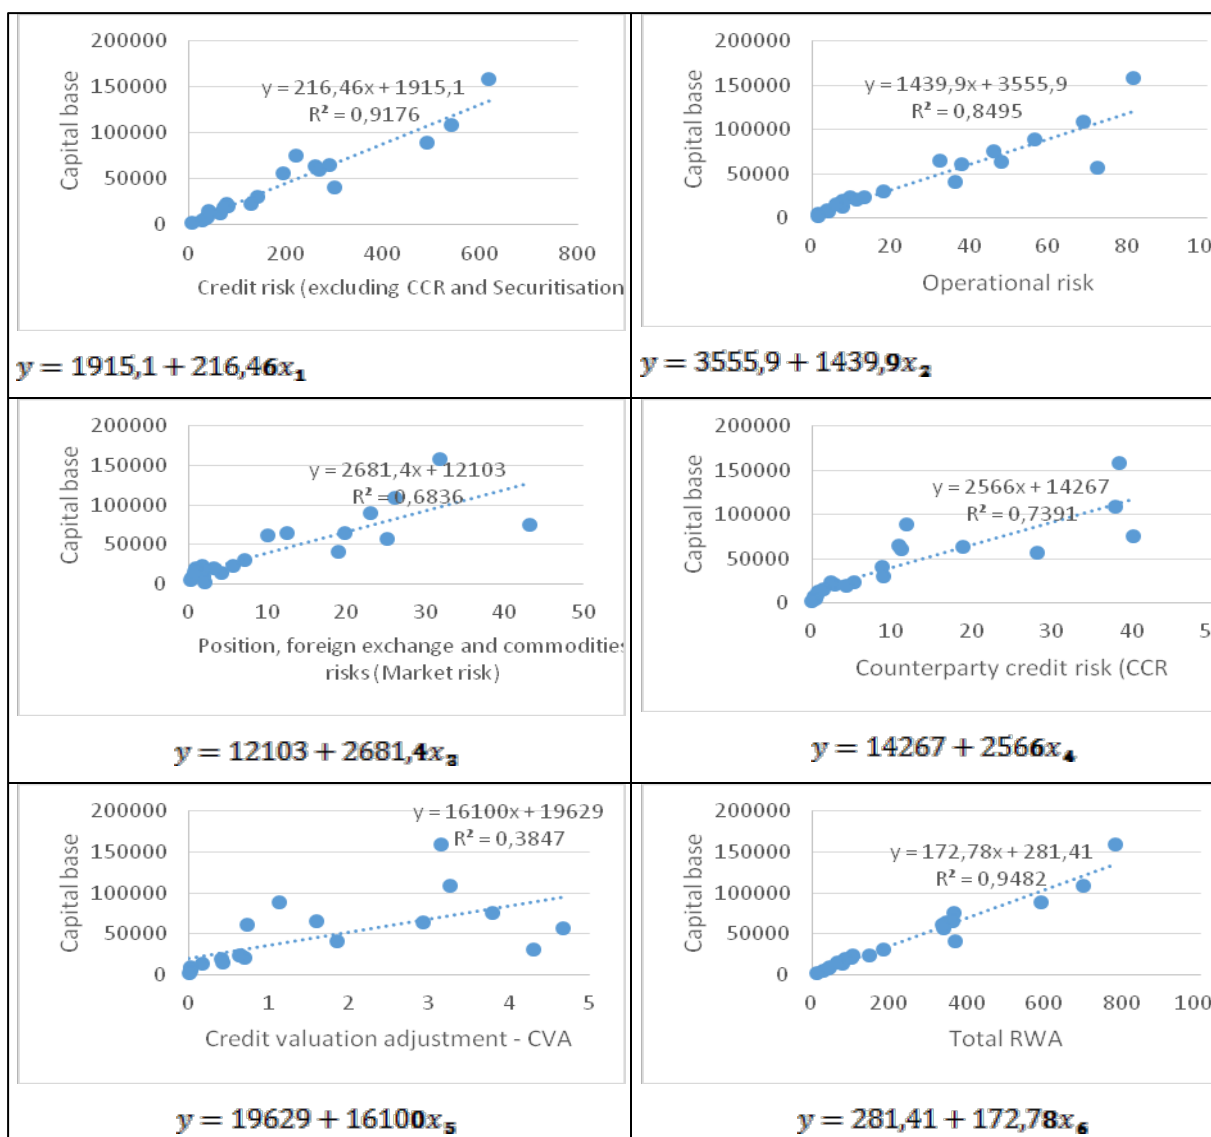 200000
150000
100000
50000
0
Capital base
y = 216,46x + 1915,1
R² = 0,9176
0 200 400 600 800
Credit risk (excluding CCR and Securitisation
y = 1915,1 + 216,46x₁
200000
150000
100000
50000
0
Capital base
y = 1439,9x + 3555,9
R² = 0,8495
0 20 40 60 80 10
Operational risk
y = 3555,9 + 1439,9x₂
200000
150000
100000
50000
0
Capital base
y = 2681,4x + 12103
R² = 0,6836
0 10 20 30 40 50
Position, foreign exchange and commodities
risks (Market risk)
y = 12103 + 2681,4x₃
200000
150000
100000
50000
0
Capital base
y = 2566x + 14267
R² = 0,7391
0 10 20 30 40 5
Counterparty credit risk (CCR
y = 14267 + 2566x₄
200000
150000
100000
50000
0
Capital base
y = 16100x + 19629
R² = 0,3847
0 1 2 3 4 5
Credit valuation adjustment - CVA
y = 19629 + 16100x₅
200000
150000
100000
50000
0
Capital base
y = 172,78x + 281,41
R² = 0,9482
0 200 400 600 800 100
Total RWA
y = 281,41 + 172,78x₆